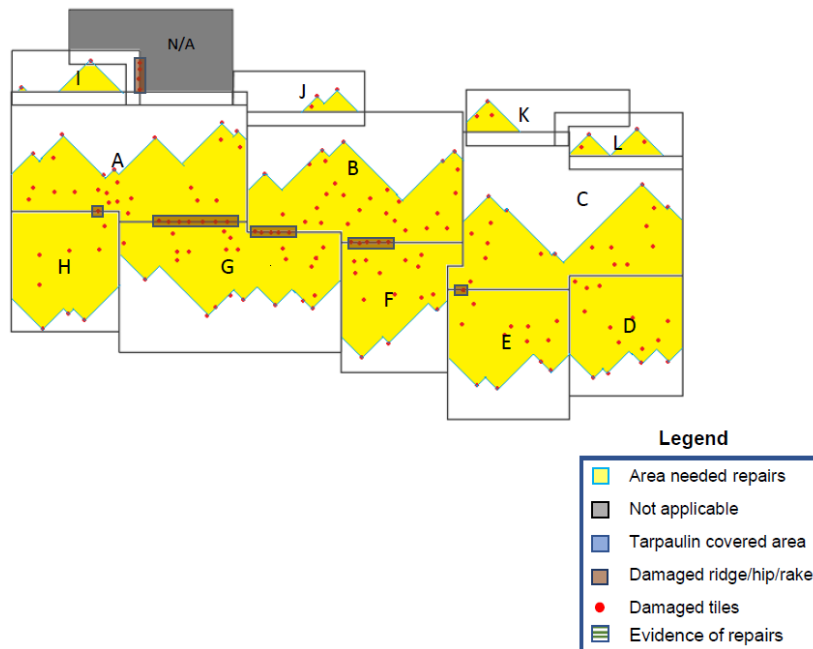 N/A
I
J
K
L
A
B
C
H
G
F
E
D
Legend
Area needed repairs
Not applicable
Tarpaulin covered area
Damaged ridge/hip/rake
Damaged tiles
Evidence of repairs